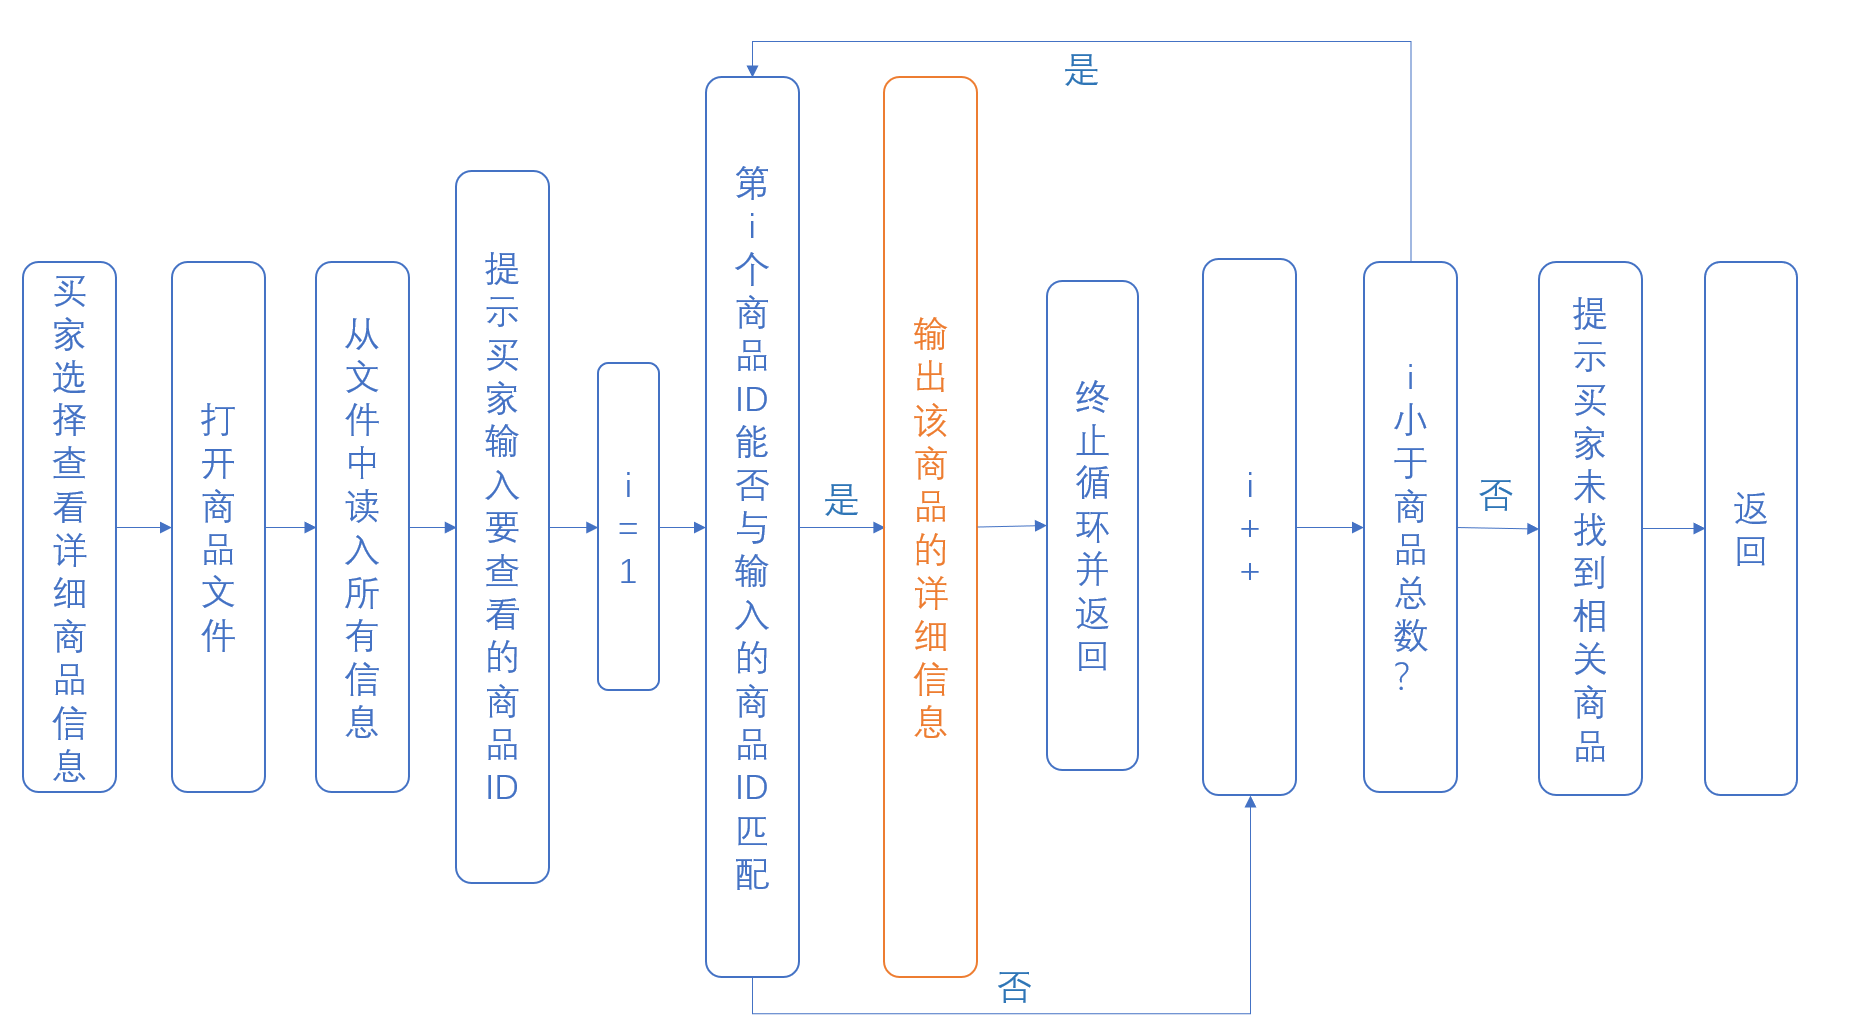 买家选择查看详细商品信息
打开商品文件
从文件中读入所有信息
提示买家输入要查看的商品ID
i=1
第i个商品ID能否与输入的商品ID匹配
是
输出该商品的详细信息
终止循环并返回
否
i++
i小于商品总数?
是
否
提示买家未找到相关商品
返回